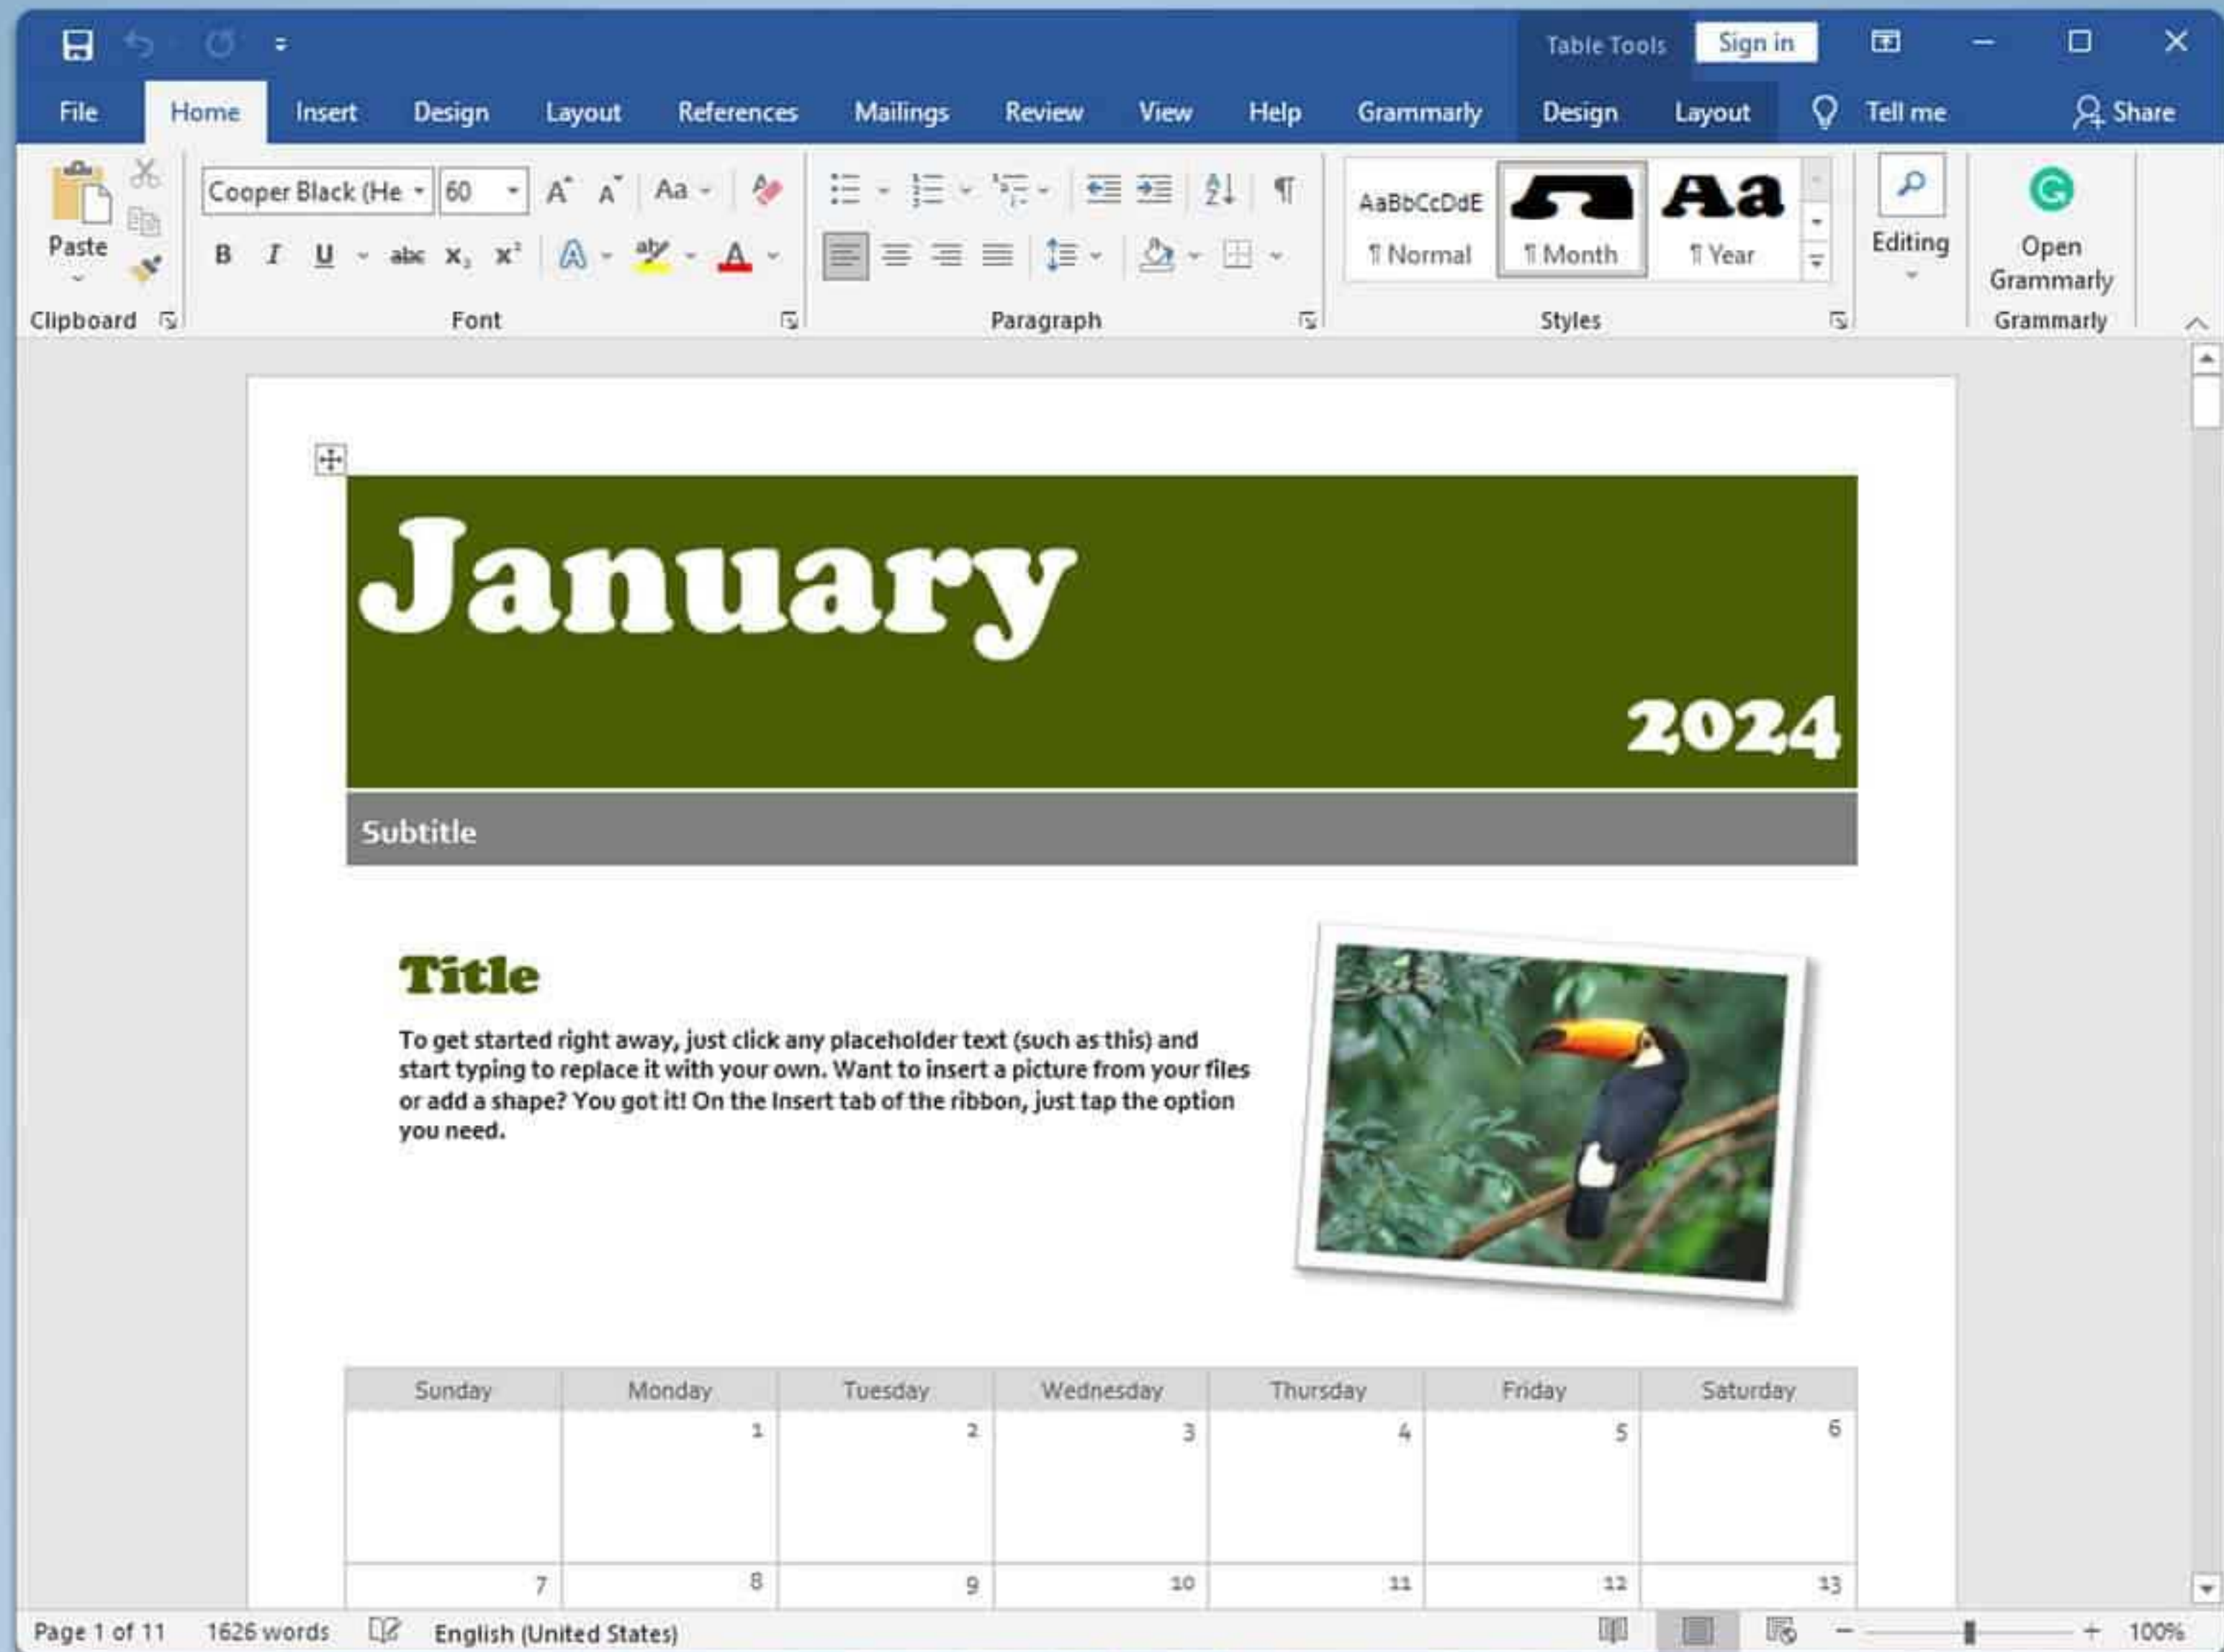 Table Tools Sign in
File Home Insert Design Layout References Mailings Review View Help Grammarly Design Layout Tell me Share
Paste
Cooper Black (He 60 Aa
B I U abc x₂ x² A aby A
AaBbCcDdE Aa
¶ Normal ¶ Month ¶ Year
Editing
Open
Grammarly
Clipboard Font Paragraph Styles Grammarly
January
2024
Subtitle
Title
To get started right away, just click any placeholder text (such as this) and
start typing to replace it with your own. Want to insert a picture from your files
or add a shape? You got it! On the Insert tab of the ribbon, just tap the option
you need.
Sunday Monday Tuesday Wednesday Thursday Friday Saturday
1 2 3 4 5 6
7 8 9 10 11 12 13
Page 1 of 11 1626 words English (United States) 100%